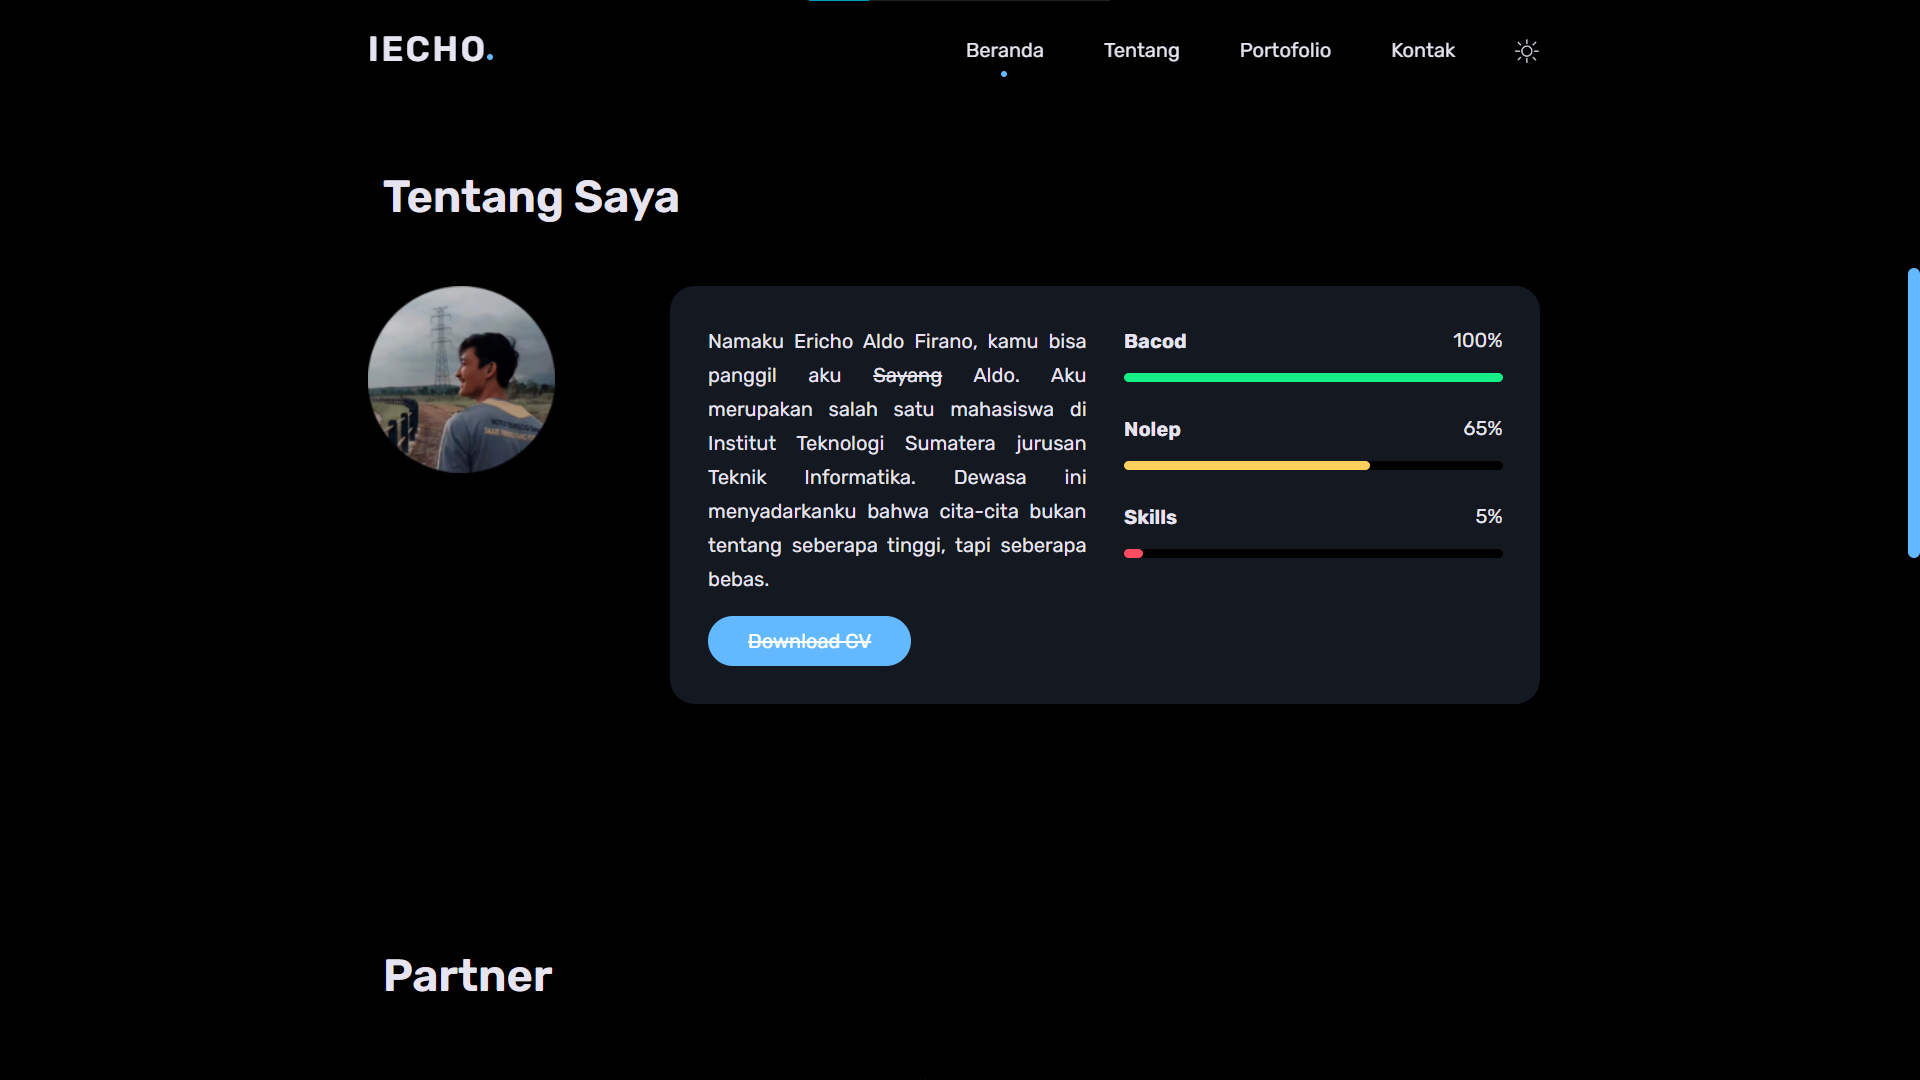 IECHO.
Beranda Tentang Portofolio Kontak
Tentang Saya
Namaku Ericho Aldo Firano, kamu bisa
panggil aku Sayang Aldo. Aku
merupakan salah satu mahasiswa di
Institut Teknologi Sumatera jurusan
Teknik Informatika. Dewasa ini
menyadarkanku bahwa cita-cita bukan
tentang seberapa tinggi, tapi seberapa
bebas.
Download CV
Bacod 100%
Nolep 65%
Skills 5%
Partner